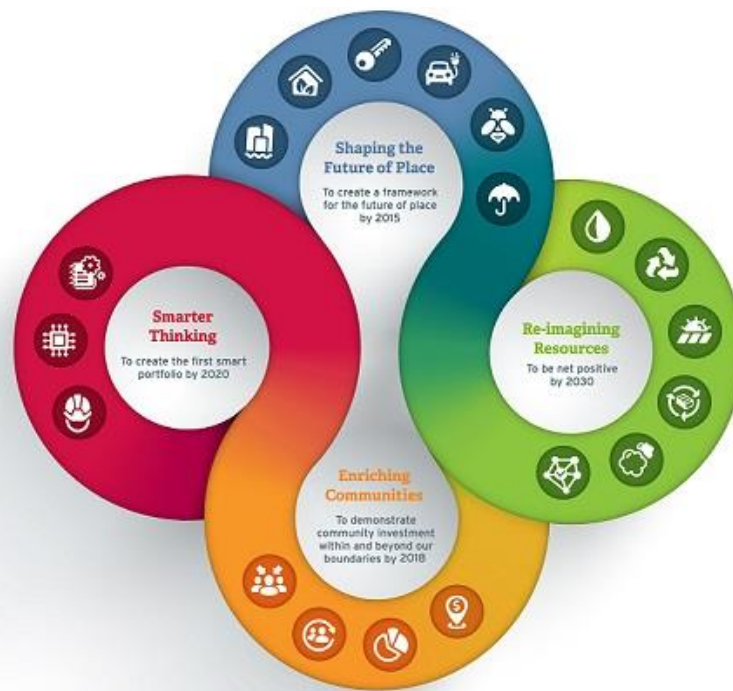 Shaping the
Future of Place
To create a framework
for the future of place
by 2015
Smarter
Thinking
To create the first smart
portfolio by 2020
Re-imagining
Resources
To be net positive
by 2030
Enriching
Communities
To demonstrate
community investment
within and beyond our
boundaries by 2018
$